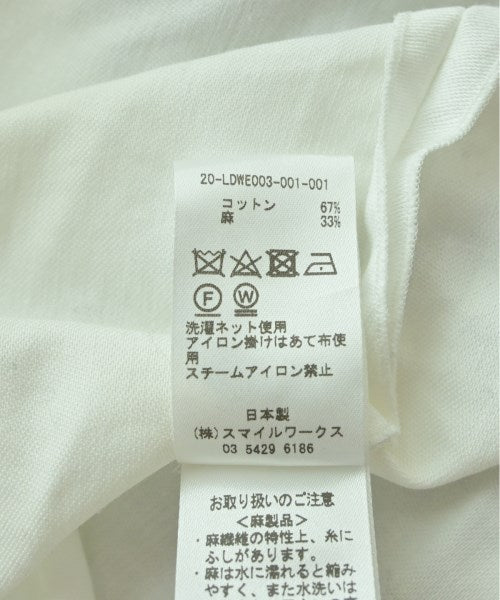 20-LDWE003-001-001
コットン 67%
麻 33%
F W
洗濯ネット使用
アイロン掛けはあて布使
用
スチームアイロン禁止
日本製
(株)スマイルワークス
03 5429 6186
お取り扱いのご注意
<麻製品>
・麻繊維の特性上、糸に
ふしがあります。
・麻は水に濡れると縮み
やすく、また水洗いは